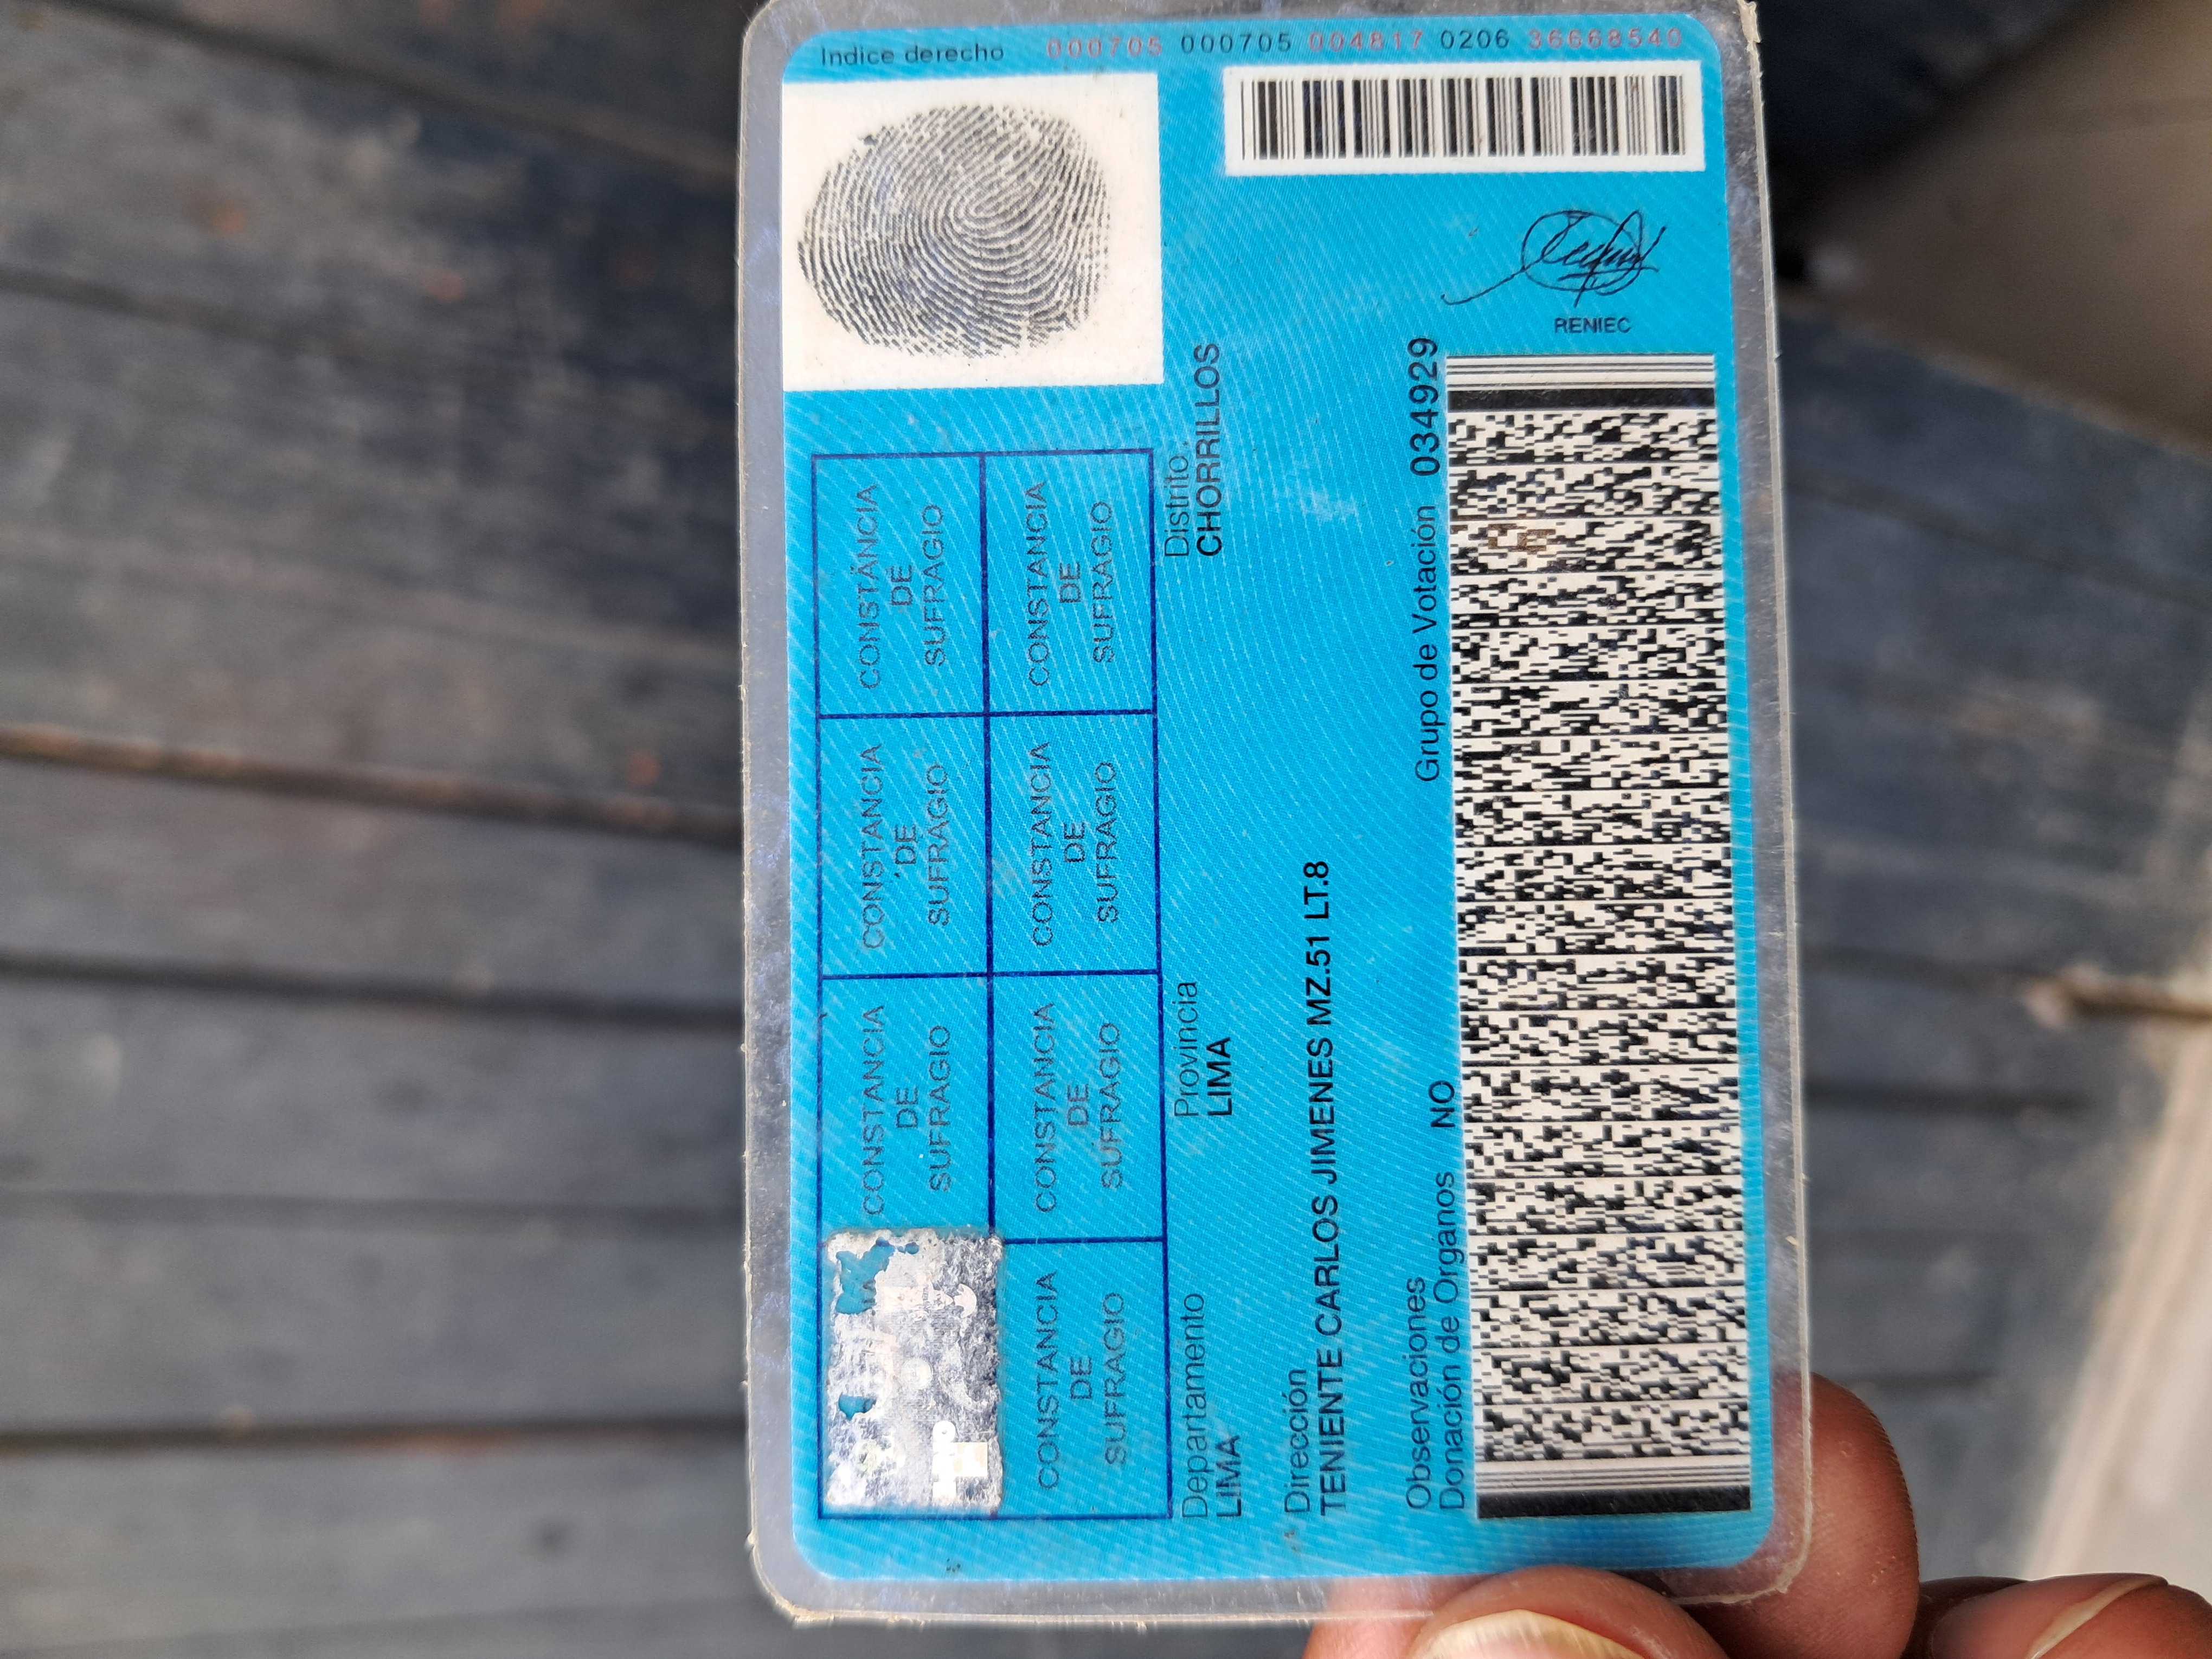 Indice derecho 000705 000705 004817 0206 36668540
CONSTANCIA DE SUFRAGIO
CONSTANCIA DE SUFRAGIO
CONSTANCIA DE SUFRAGIO
CONSTANCIA DE SUFRAGIO
CONSTANCIA DE SUFRAGIO
CONSTANCIA DE SUFRAGIO
CONSTANCIA DE SUFRAGIO
Departamento Provincia Distrito
LIMA LIMA CHORRILLOS
Dirección
TENIENTE CARLOS JIMENES MZ.51 LT.8
Observaciones
Donación de Organos NO Grupo de Votación 034929
RENIEC